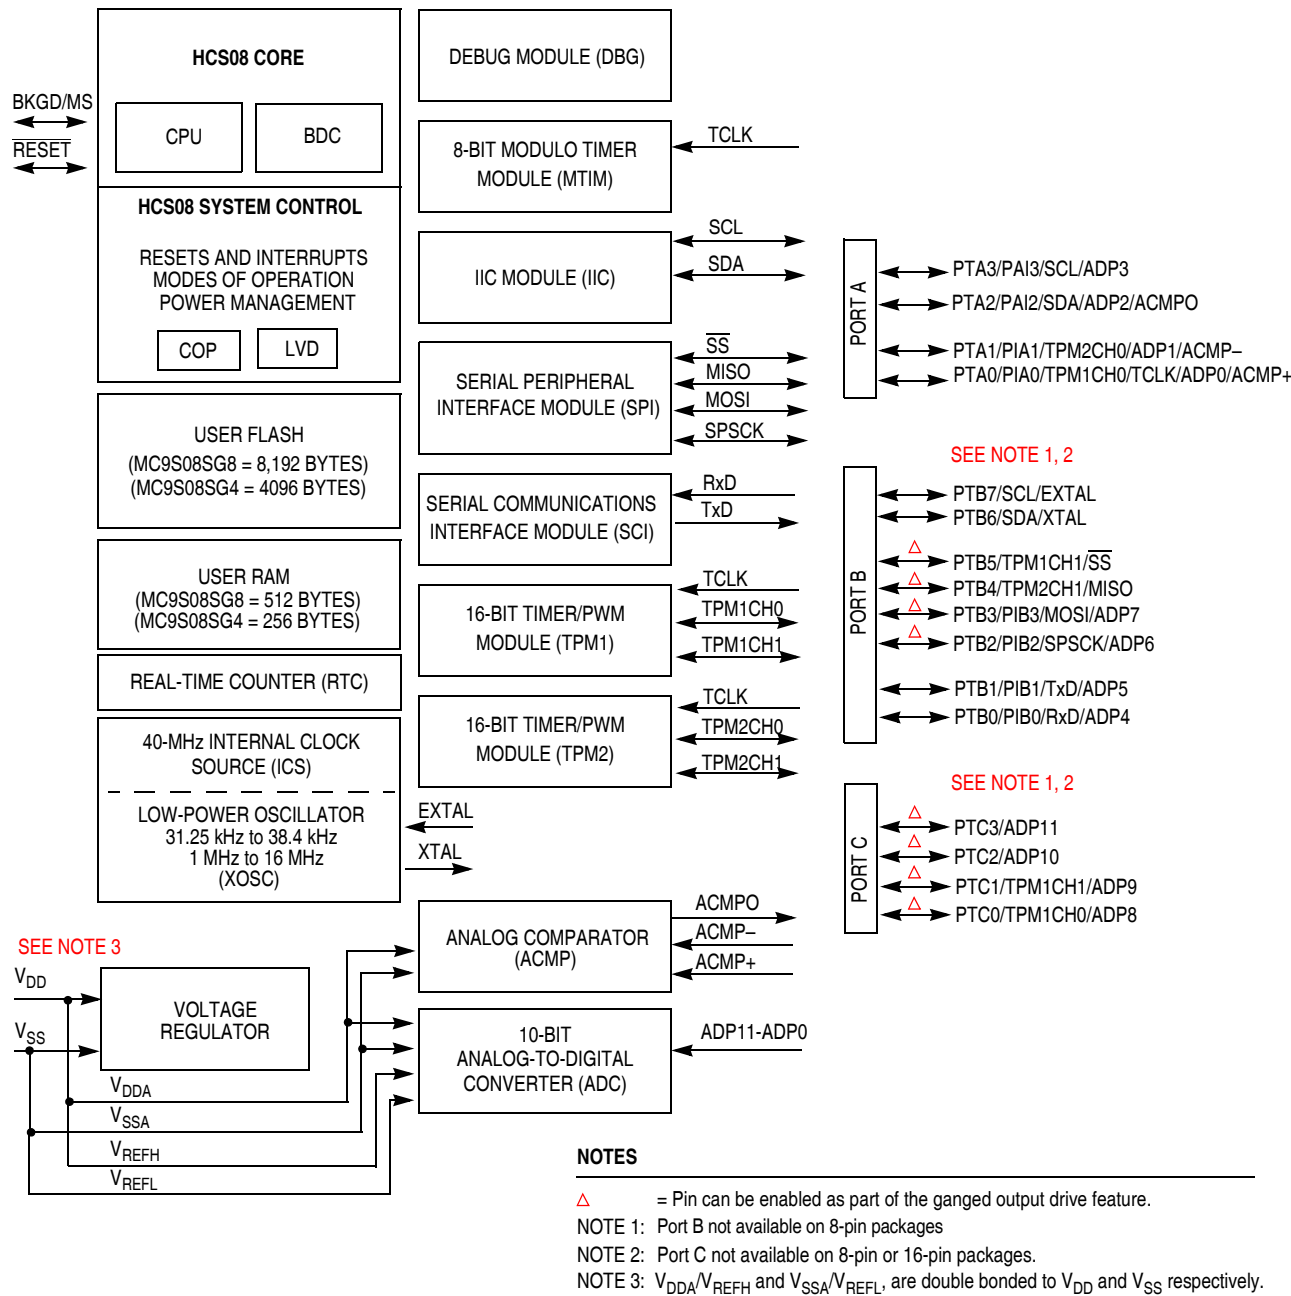 HCS08 CORE
BKGD/MS
RESET
CPU
BDC
HCS08 SYSTEM CONTROL
RESETS AND INTERRUPTS
MODES OF OPERATION
POWER MANAGEMENT
COP
LVD
USER FLASH
(MC9S08SG8 = 8,192 BYTES)
(MC9S08SG4 = 4096 BYTES)
USER RAM
(MC9S08SG8 = 512 BYTES)
(MC9S08SG4 = 256 BYTES)
REAL-TIME COUNTER (RTC)
40-MHz INTERNAL CLOCK
SOURCE (ICS)
LOW-POWER OSCILLATOR
31.25 kHz to 38.4 kHz
1 MHz to 16 MHz
(XOSC)
EXTAL
XTAL
SEE NOTE 3
VDD
VSS
VOLTAGE
REGULATOR
VDDA
VSSA
VREFH
VREFL
DEBUG MODULE (DBG)
8-BIT MODULO TIMER
MODULE (MTIM)
TCLK
IIC MODULE (IIC)
SCL
SDA
SERIAL PERIPHERAL
INTERFACE MODULE (SPI)
SS
MISO
MOSI
SPSCK
SERIAL COMMUNICATIONS
INTERFACE MODULE (SCI)
RxD
TxD
16-BIT TIMER/PWM
MODULE (TPM1)
TCLK
TPM1CH0
TPM1CH1
16-BIT TIMER/PWM
MODULE (TPM2)
TCLK
TPM2CH0
TPM2CH1
ANALOG COMPARATOR
(ACMP)
ACMPO
ACMP–
ACMP+
10-BIT
ANALOG-TO-DIGITAL
CONVERTER (ADC)
ADP11-ADP0
PORT A
PTA3/PAI3/SCL/ADP3
PTA2/PAI2/SDA/ADP2/ACMPO
PTA1/PIA1/TPM2CH0/ADP1/ACMP–
PTA0/PIA0/TPM1CH0/TCLK/ADP0/ACMP+
SEE NOTE 1, 2
PORT B
PTB7/SCL/EXTAL
PTB6/SDA/XTAL
PTB5/TPM1CH1/SS
PTB4/TPM2CH1/MISO
PTB3/PIB3/MOSI/ADP7
PTB2/PIB2/SPSCK/ADP6
PTB1/PIB1/TxD/ADP5
PTB0/PIB0/RxD/ADP4
SEE NOTE 1, 2
PORT C
PTC3/ADP11
PTC2/ADP10
PTC1/TPM1CH1/ADP9
PTC0/TPM1CH0/ADP8
NOTES
△ = Pin can be enabled as part of the ganged output drive feature.
NOTE 1: Port B not available on 8-pin packages
NOTE 2: Port C not available on 8-pin or 16-pin packages.
NOTE 3: VDDA/VREFH and VSSA/VREFL, are double bonded to VDD and VSS respectively.